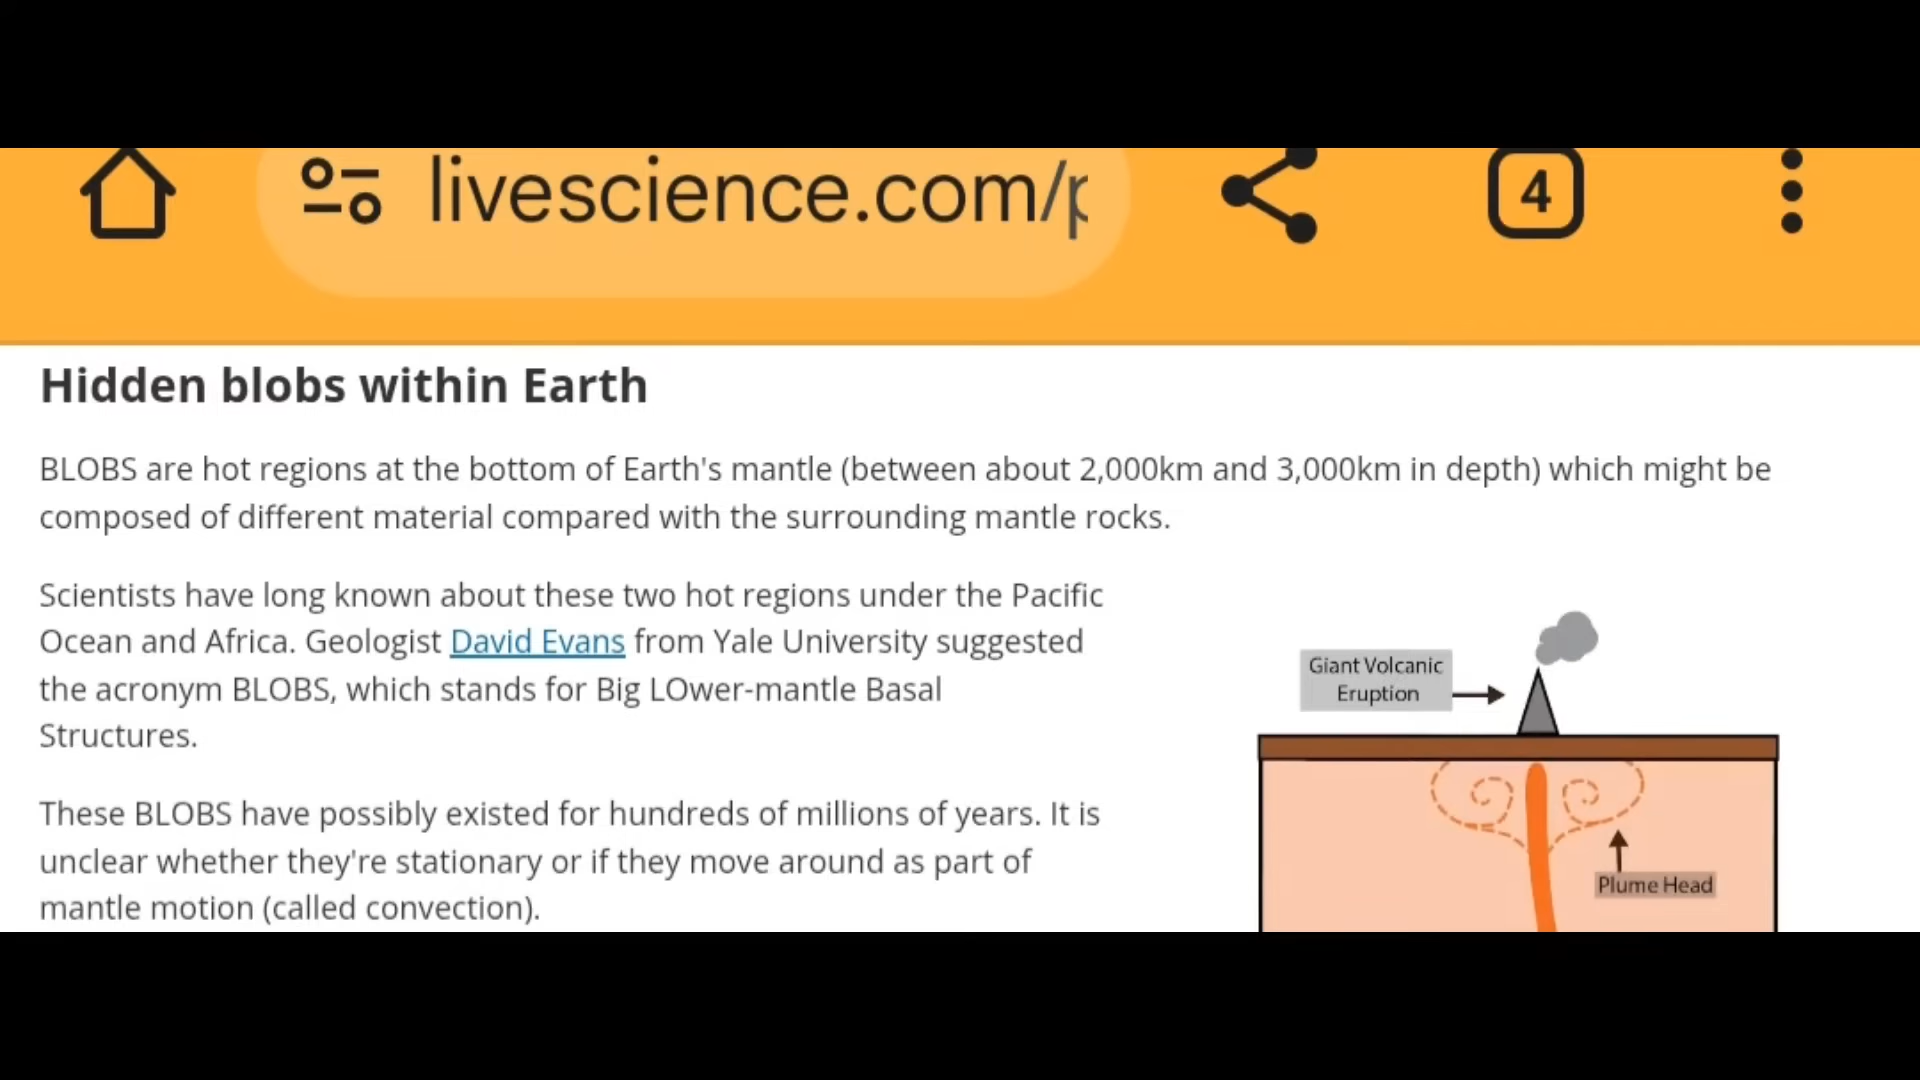 livescience.com/p
4
Hidden blobs within Earth
BLOBS are hot regions at the bottom of Earth's mantle (between about 2,000km and 3,000km in depth) which might be
composed of different material compared with the surrounding mantle rocks.
Scientists have long known about these two hot regions under the Pacific
Ocean and Africa. Geologist David Evans from Yale University suggested
the acronym BLOBS, which stands for Big LOwer-mantle Basal
Structures.
These BLOBS have possibly existed for hundreds of millions of years. It is
unclear whether they're stationary or if they move around as part of
mantle motion (called convection).
Giant Volcanic
Eruption
Plume Head